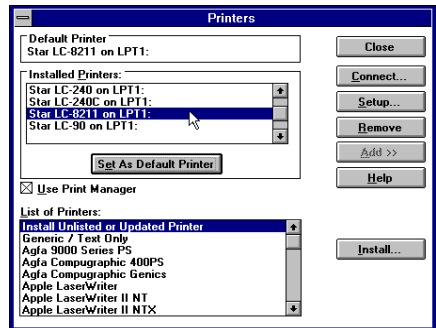 Printers
Default Printer
Star LC-8211 on LPT1:
Close
Installed Printers:
Star LC-240 on LPT1:
Star LC-240C on LPT1:
Star LC-8211 on LPT1:
Star LC-90 on LPT1:
Connect...
Setup...
Remove
Add >>
Set As Default Printer
Help
Use Print Manager
List of Printers:
Install Unlisted or Updated Printer
Generic / Text Only
Agfa 9000 Series PS
Agfa Compugraphic 400PS
Agfa Compugraphic Genics
Apple LaserWriter
Apple LaserWriter II NT
Apple LaserWriter II NTX
Install...